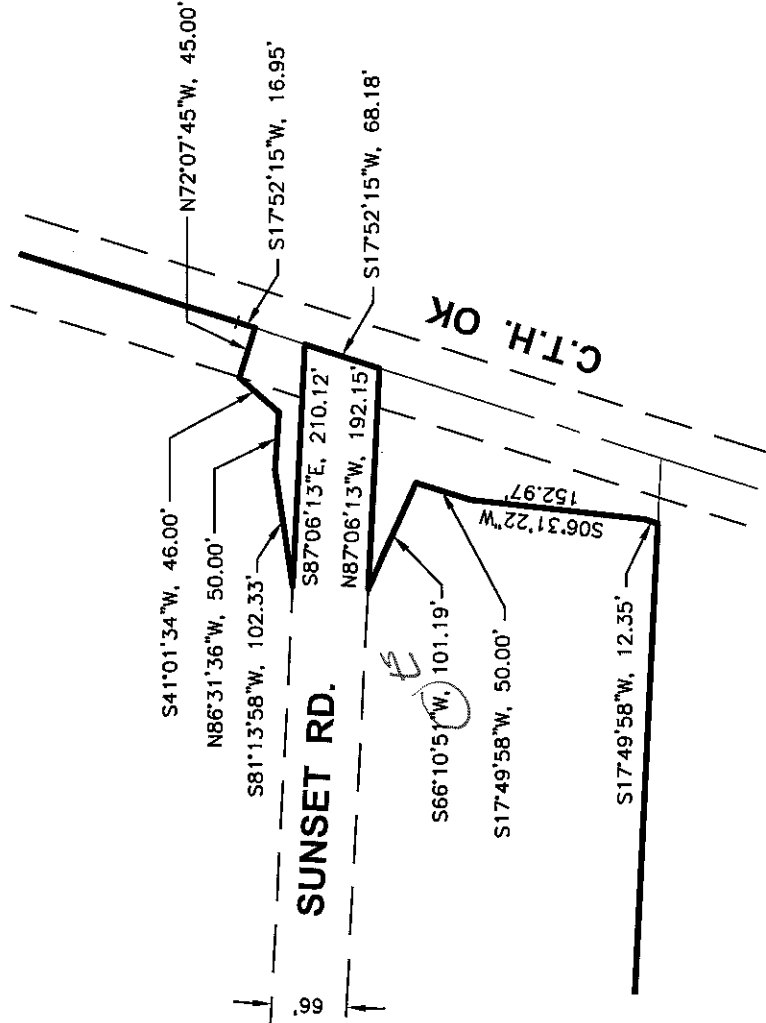 N72°07'45"W, 45.00'
S17°52'15"W, 16.95'
S17°52'15"W, 68.18'
C.T.H. OK
S41°01'34"W, 46.00'
N86°31'36"W, 50.00'
S81°13'58"W, 102.33'
S87°06'13"E, 210.12'
N87°06'13"W, 192.15'
SUNSET RD.
66'
E
S66°10'51"W, 101.19'
S17°49'58"W, 50.00'
S06°31'22"W
152.97'
S17°49'58"W, 12.35'